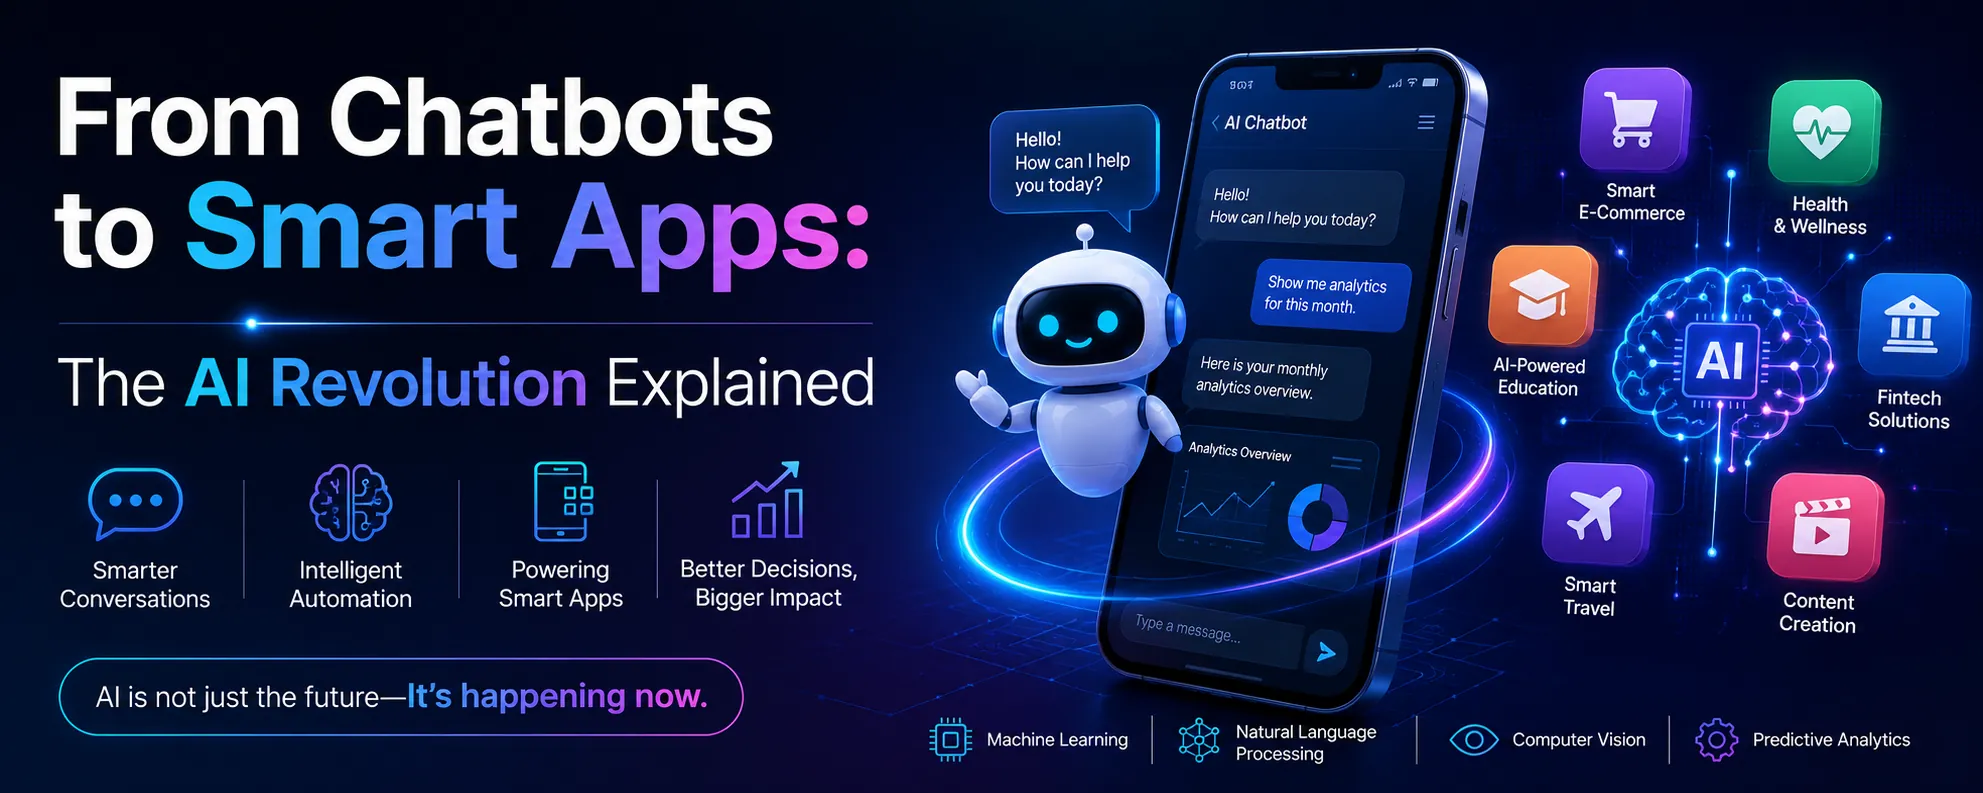 From Chatbots
to Smart Apps:
The AI Revolution Explained
Smarter
Conversations
Intelligent
Automation
Powering
Smart Apps
Better Decisions,
Bigger Impact
AI is not just the future—It's happening now.
Hello!
How can I help
you today?
AI Chatbot
Hello!
How can I help you today?
Show me analytics
for this month.
Here is your monthly
analytics overview.
Analytics Overview
Type a message...
Smart
E-Commerce
Health
& Wellness
AI-Powered
Education
AI
Fintech
Solutions
Smart
Travel
Content
Creation
Machine Learning
Natural Language
Processing
Computer Vision
Predictive Analytics